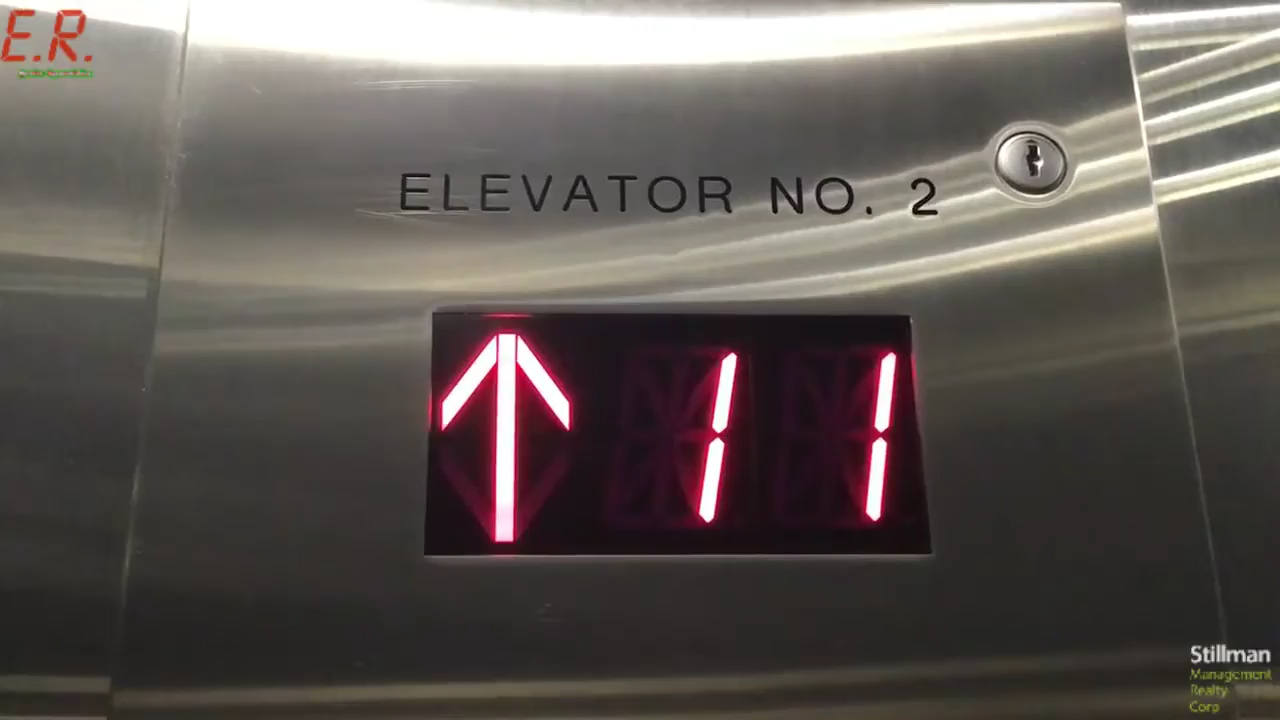 E.R.
ELEVATOR NO. 2
11
Stillman
Management
Realty
Corp